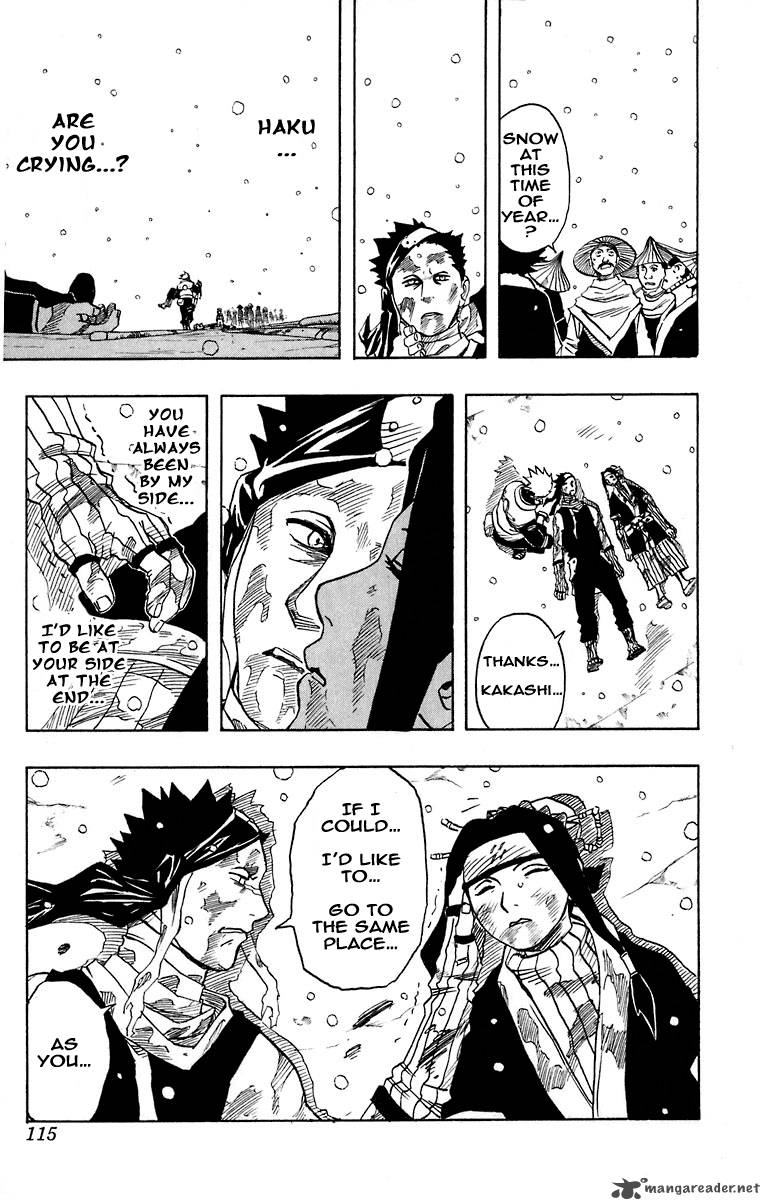 SNOW
AT
THIS
TIME
OF
YEAR...
?
HAKU
...
ARE
YOU
CRYING...?
THANKS...
KAKASHI...
YOU
HAVE
ALWAYS
BEEN
BY MY
SIDE...
I'D LIKE
TO BE AT
YOUR SIDE
AT THE
END...
IF I
COULD...
I'D LIKE
TO...
GO TO
THE SAME
PLACE...
AS
YOU...
115
mangareader.net